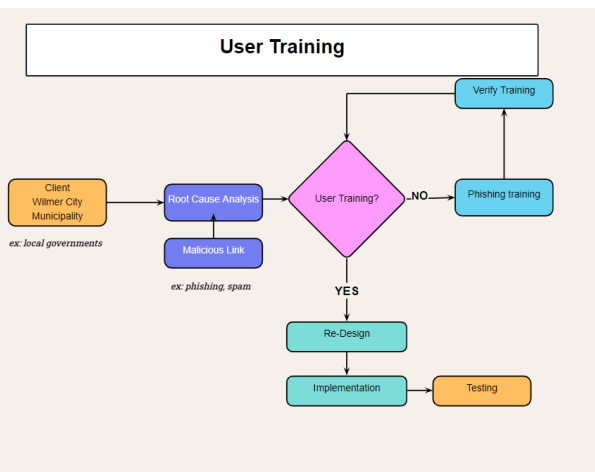 User Training
Verify Training
Client
Wilmer City
Municipality
Root Cause Analysis
User Training?
NO
Phishing training
ex: local governments
Malicious Link
ex: phishing, spam
YES
Re-Design
Implementation
Testing